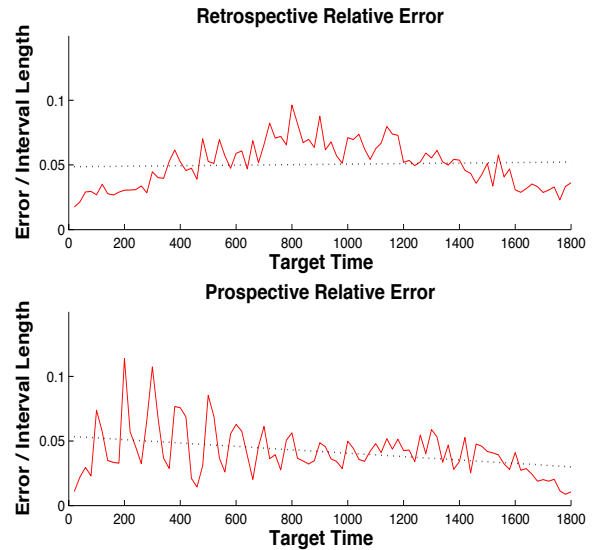 Retrospective Relative Error
Error / Interval Length
0.1
0.05
0
0 200 400 600 800 1000 1200 1400 1600 1800
Target Time
Prospective Relative Error
Error / Interval Length
0.1
0.05
0
0 200 400 600 800 1000 1200 1400 1600 1800
Target Time